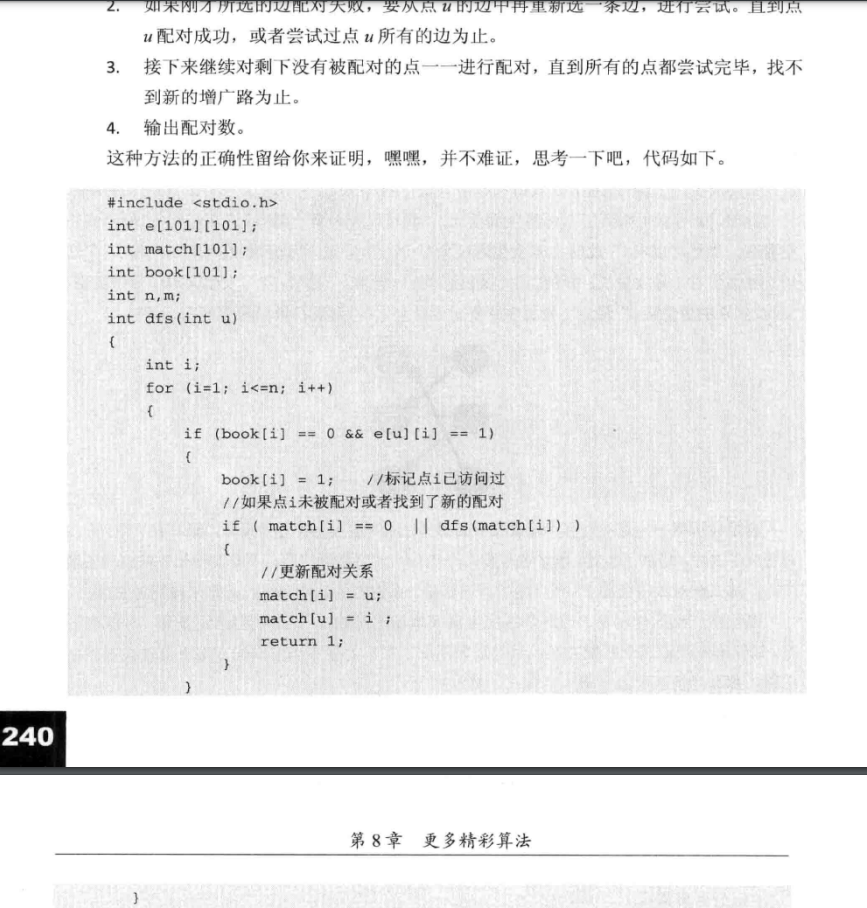 2. 如果刚才所选的边配对失败，要从点 u 的边中再重新选一条边，进行尝试。直到点
u 配对成功，或者尝试过点 u 所有的边为止。
3. 接下来继续对剩下没有被配对的点一一进行配对，直到所有的点都尝试完毕，找不
到新的增广路为止。
4. 输出配对数。
这种方法的正确性留给你来证明，嘿嘿，并不难证，思考一下吧，代码如下。
#include <stdio.h>
int e[101][101];
int match[101];
int book[101];
int n,m;
int dfs(int u)
{
    int i;
    for (i=1; i<=n; i++)
    {
        if (book[i] == 0 && e[u][i] == 1)
        {
            book[i] = 1;    //标记点i已访问过
            //如果点i未被配对或者找到了新的配对
            if ( match[i] == 0  || dfs(match[i]) )
            {
                //更新配对关系
                match[i] = u;
                match[u] = i ;
                return 1;
            }
        }
240
第 8 章 更多精彩算法
    }